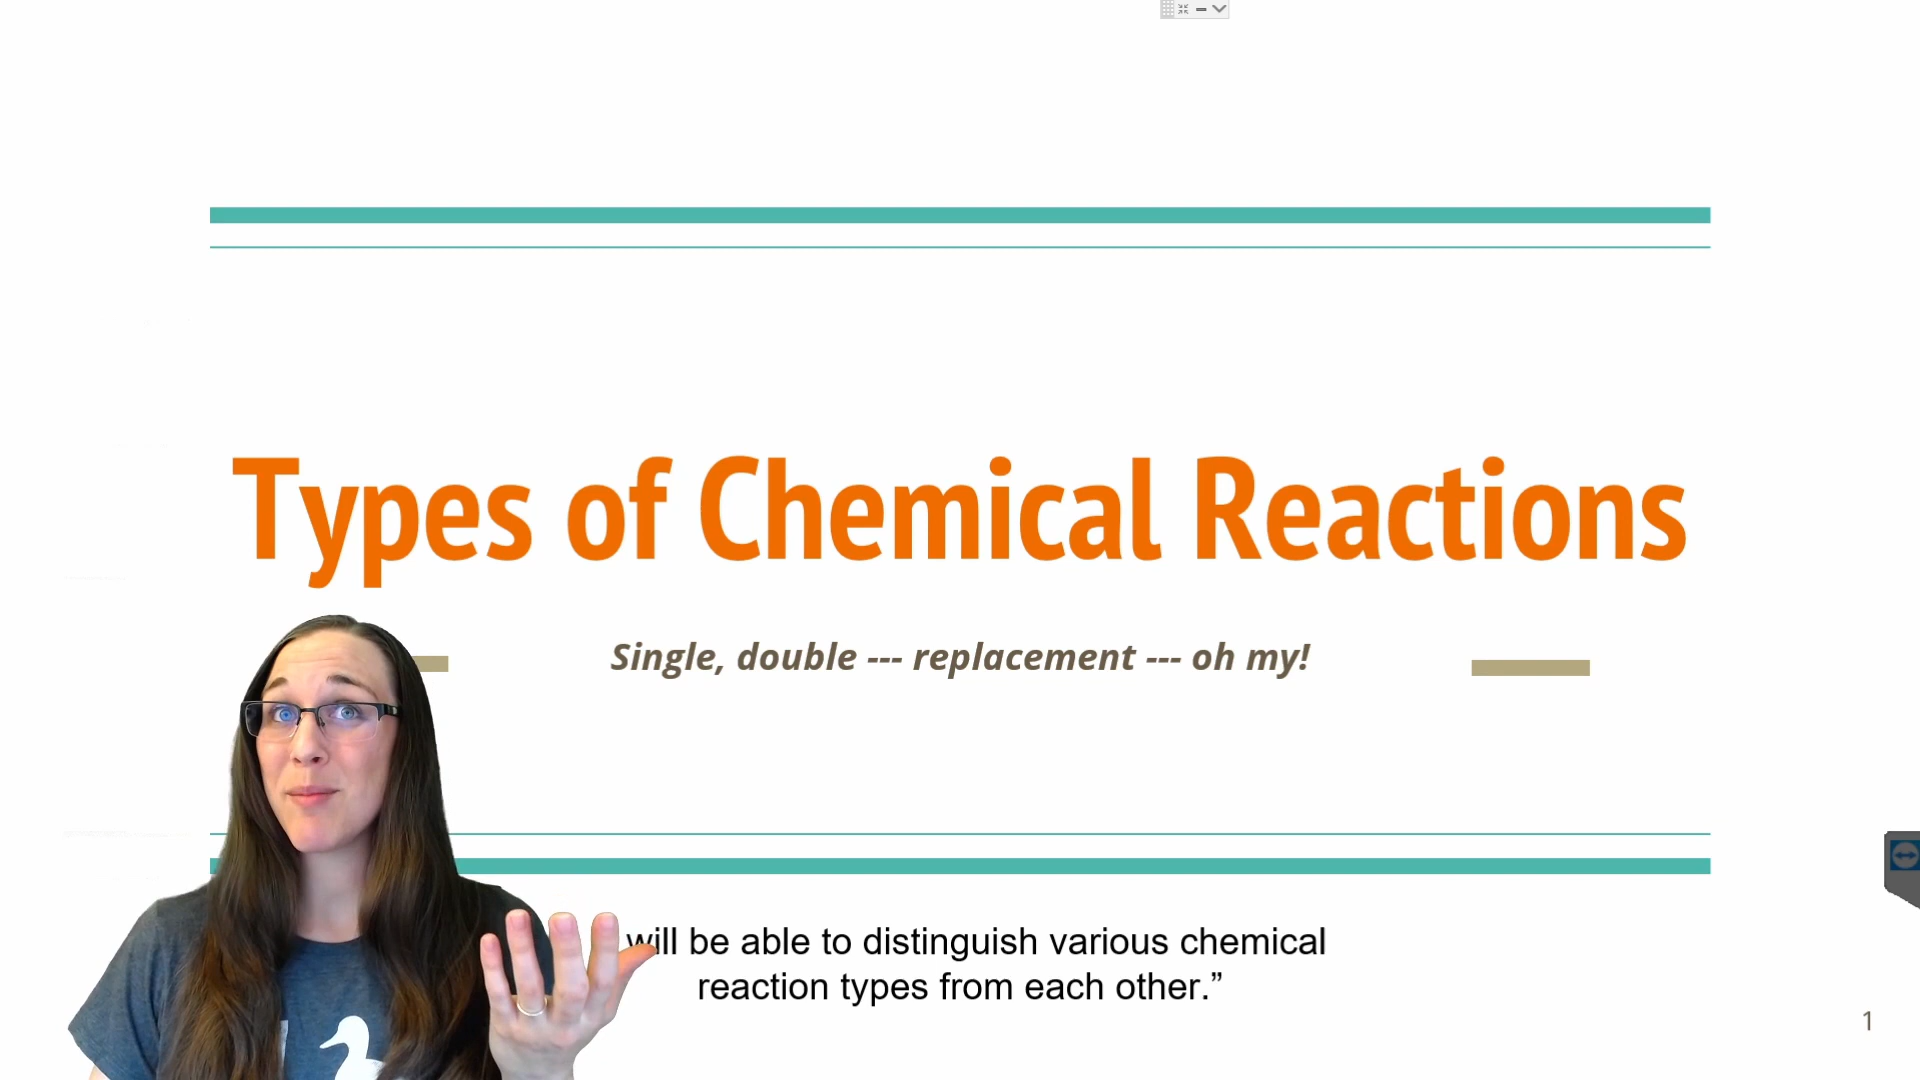 Types of Chemical Reactions
Single, double --- replacement --- oh my!
will be able to distinguish various chemical
reaction types from each other.”
1